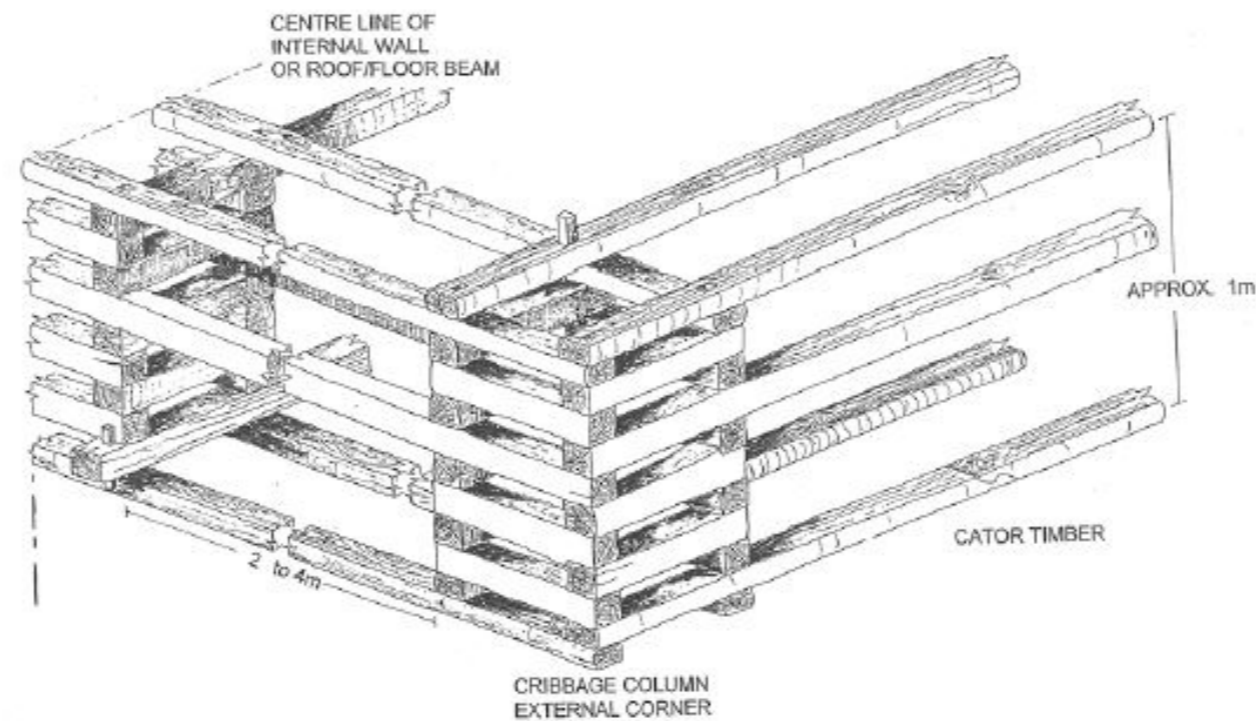 CENTRE LINE OF
INTERNAL WALL
OR ROOF/FLOOR BEAM
APPROX. 1m
CATOR TIMBER
2 to 4m
CRIBBAGE COLUMN
EXTERNAL CORNER